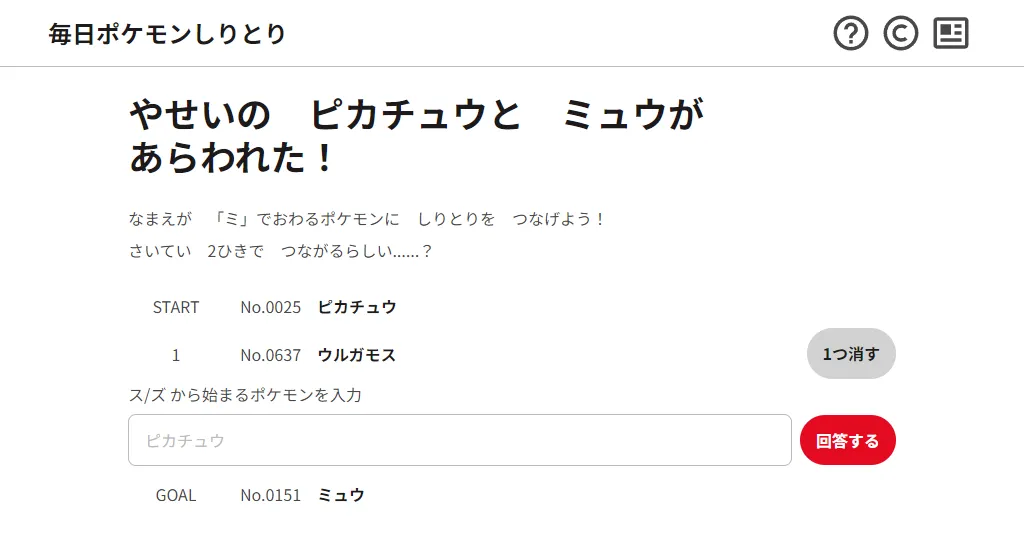 毎日ポケモンしりとり
やせいの　ピカチュウと　ミュウが
あらわれた！
なまえが　「ミ」でおわるポケモンに　しりとりを　つなげよう！
さいてい　2ひきで　つながるらしい……？
START No.0025 ピカチュウ
1 No.0637 ウルガモス 1つ消す
ス/ズ から始まるポケモンを入力
ピカチュウ 回答する
GOAL No.0151 ミュウ